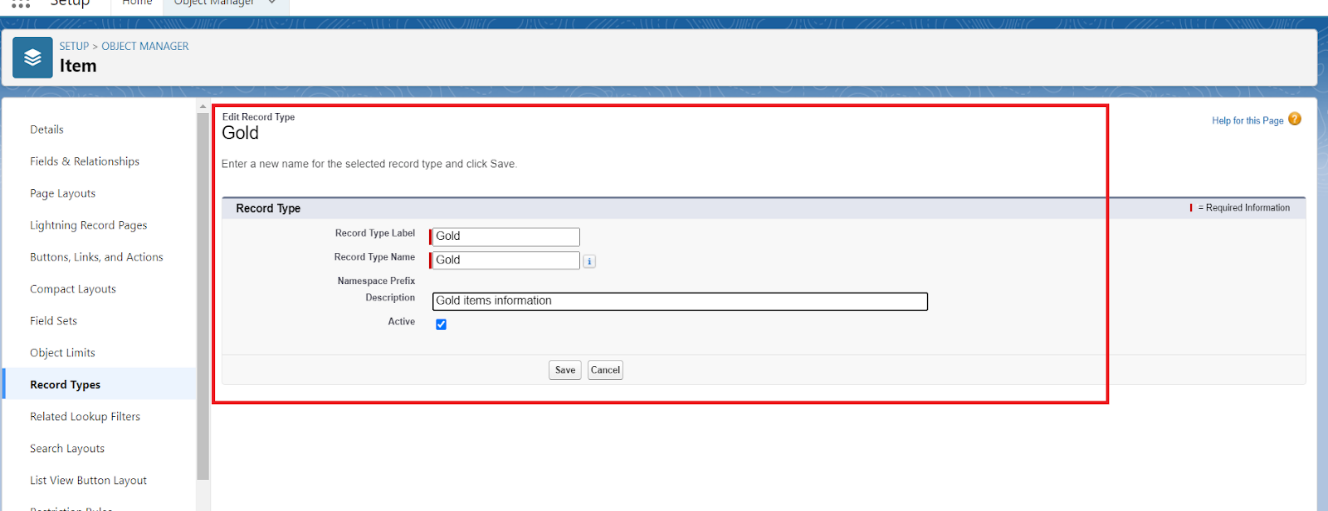 Setup Home Object Manager
SETUP > OBJECT MANAGER
Item
Details
Fields & Relationships
Page Layouts
Lightning Record Pages
Buttons, Links, and Actions
Compact Layouts
Field Sets
Object Limits
Record Types
Related Lookup Filters
Search Layouts
List View Button Layout
Restriction Rules
Edit Record Type
Gold
Help for this Page ?
Enter a new name for the selected record type and click Save.
Record Type
= Required Information
Record Type Label Gold
Record Type Name Gold i
Namespace Prefix
Description Gold items information
Active
Save Cancel